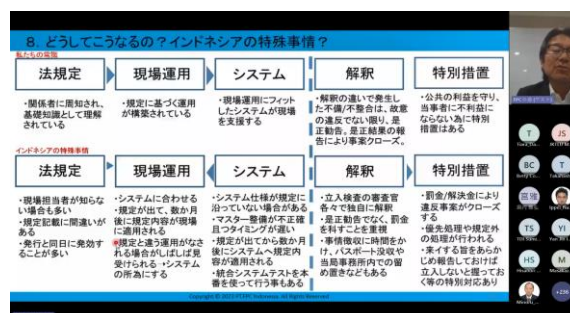 8. どうしてこうなるの？インドネシアの特殊事情？
私たちの常識
法規定
現場運用
システム
解釈
特別措置
・関係者に周知され、
基礎知識として理解
されている
・規定に基づく運用
が構築されている
・現場運用にフィット
したシステムが現場
を支援する
・解釈の違いで発生し
た不備/不整合は、故意
の違反でない限り、是
正勧告。是正結果の報
告により事案クローズ。
・公共の利益を守り、
当事者に不利益に
ならない為に特別
措置はある
インドネシアの特殊事情
法規定
現場運用
システム
解釈
特別措置
・現場担当者が知らな
い場合も多い
・規定記載に間違いが
ある
・発行と同日に発効す
ることが多い
・システムに合わせる
・規定が出て、数か月
後に規定内容が現場
に適用される
・規定と違う運用がなさ
れる場合がしばしば見
受けられる→システム
の所為にする
・システム仕様が規定に
沿っていない場合がある
・マスター整備が不正確
且つタイミングが遅い
・規定が出てから数か月
後にシステムへ規定内
容が適用される
・統合システムテストを本
番を使って行う事もある
・立入検査の審査官
各々で独自に解釈
・是正勧告でなく、罰金
を科すことを重視
・事情徴収に時間をか
け、パスポート没収や
当局事務所内での留
め置きなどもある
・罰金/解決金により
違反事案がクローズ
する
・優先処理や規定外
の処理が行われる
・来イする旨をあらか
じめ報告しておけば
立入しないと握ってお
く等の特別対応あり
T
JS
BC
T
TS
YI
HS
M
+236